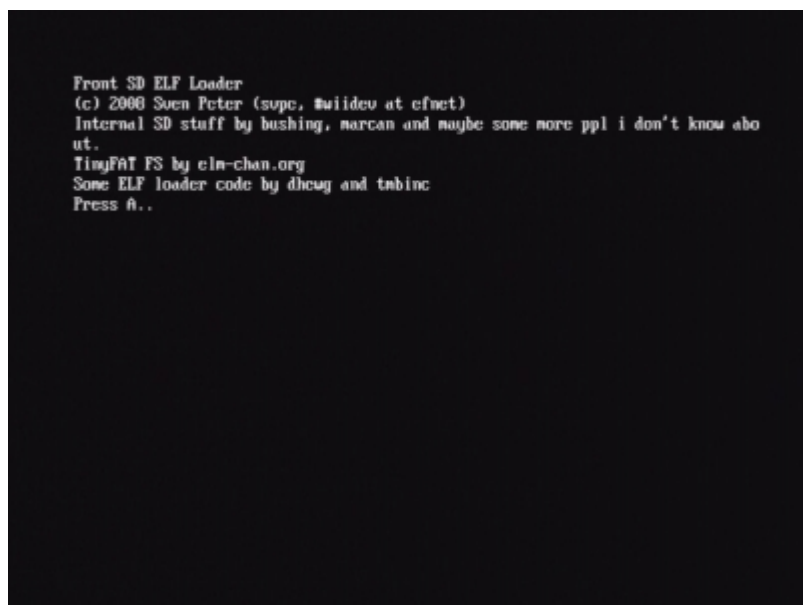 Front SD ELF Loader
(c) 2008 Sven Peter (svpe, #wiidev at efnet)
Internal SD stuff by bushing, marcan and maybe some more ppl i don't know abo
ut.
TinyFAT FS by elm-chan.org
Some ELF loader code by dhewg and tmbinc
Press A..